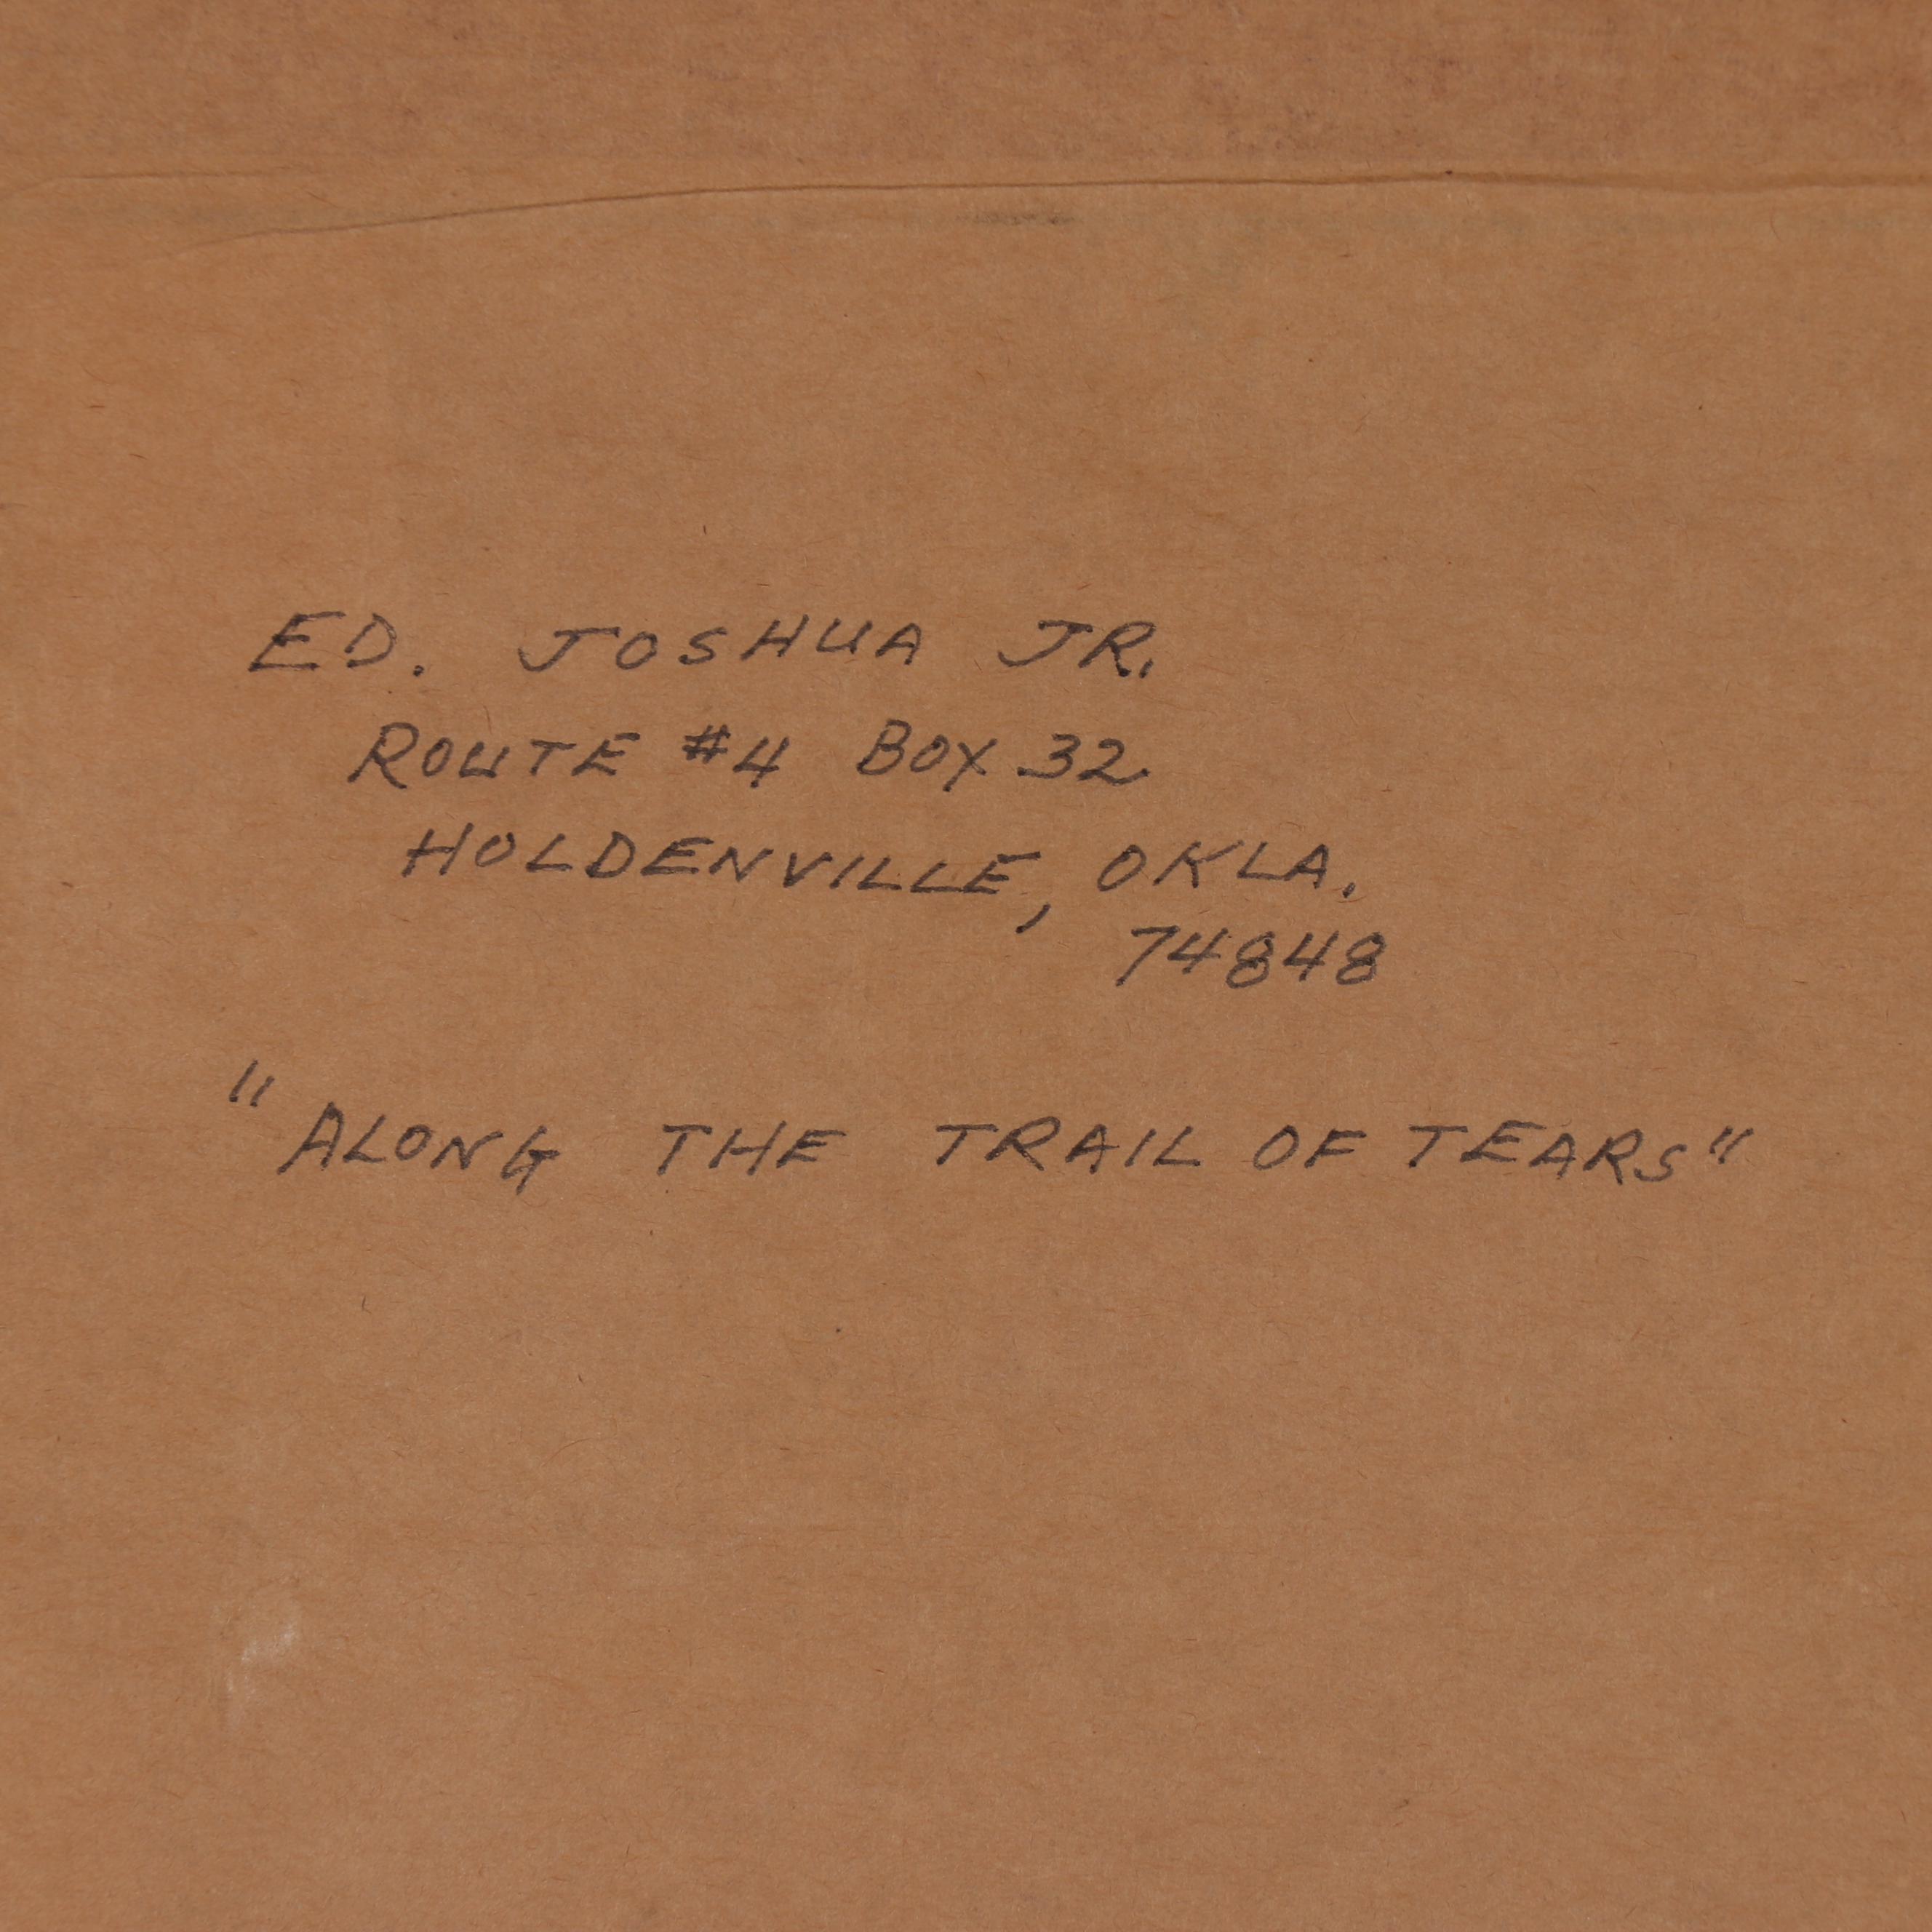 ED. JOSHUA JR.
ROUTE #4 BOX 32
HOLDENVILLE, OKLA.
74848
"ALONG THE TRAIL OF TEARS"